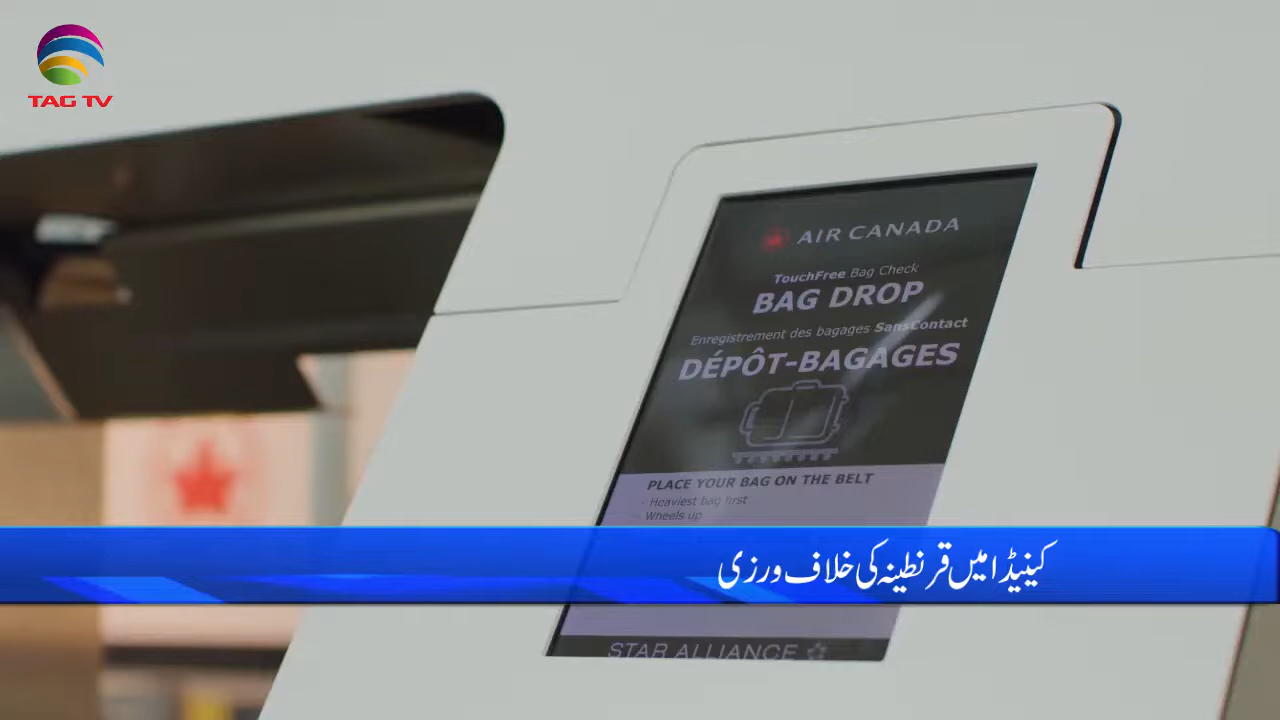 TAG TV
AIR CANADA
TouchFree Bag Check
BAG DROP
Enregistrement des bagages SansContact
DÉPÔT-BAGAGES
PLACE YOUR BAG ON THE BELT
- Heaviest bag first
- Wheels up
کینیڈا میں قرنطینہ کی خلاف ورزی
STAR ALLIANCE